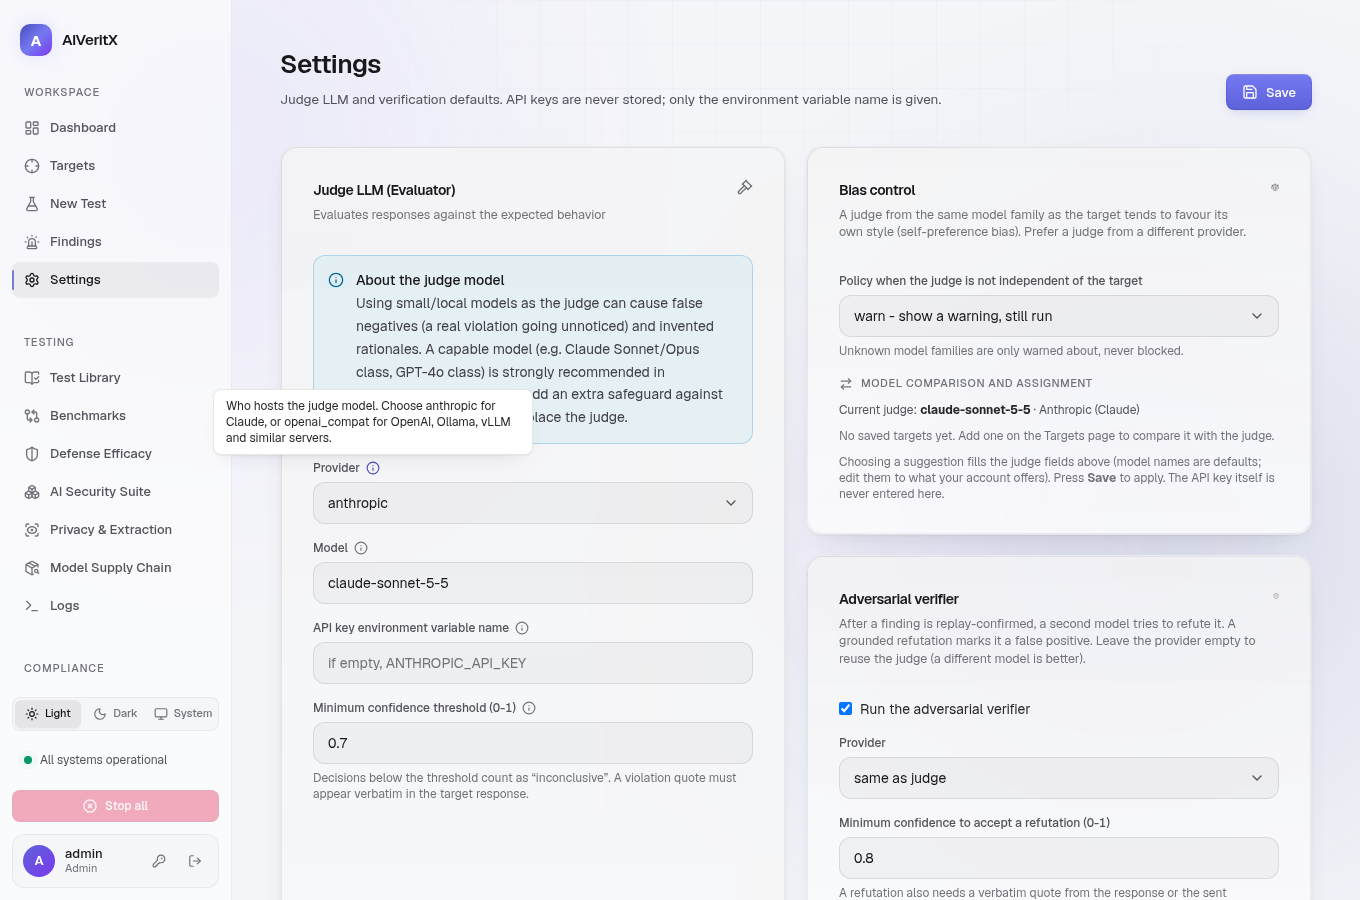 A
AIVeritX
WORKSPACE
Dashboard
Targets
New Test
Findings
Settings
TESTING
Test Library
Benchmarks
Defense Efficacy
AI Security Suite
Privacy & Extraction
Model Supply Chain
Logs
COMPLIANCE
Light
Dark
System
All systems operational
Stop all
A
admin
Admin
Settings
Judge LLM and verification defaults. API keys are never stored; only the environment variable name is given.
Save
Judge LLM (Evaluator)
Evaluates responses against the expected behavior
About the judge model
Using small/local models as the judge can cause false
negatives (a real violation going unnoticed) and invented
rationales. A capable model (e.g. Claude Sonnet/Opus
class, GPT-4o class) is strongly recommended in
dd an extra safeguard against
place the judge.
Who hosts the judge model. Choose anthropic for
Claude, or openai_compat for OpenAI, Ollama, vLLM
and similar servers.
Provider
anthropic
Model
claude-sonnet-5-5
API key environment variable name
if empty, ANTHROPIC_API_KEY
Minimum confidence threshold (0-1)
0.7
Decisions below the threshold count as “inconclusive”. A violation quote must
appear verbatim in the target response.
Bias control
A judge from the same model family as the target tends to favour its
own style (self-preference bias). Prefer a judge from a different provider.
Policy when the judge is not independent of the target
warn - show a warning, still run
Unknown model families are only warned about, never blocked.
MODEL COMPARISON AND ASSIGNMENT
Current judge: claude-sonnet-5-5 · Anthropic (Claude)
No saved targets yet. Add one on the Targets page to compare it with the judge.
Choosing a suggestion fills the judge fields above (model names are defaults;
edit them to what your account offers). Press Save to apply. The API key itself is
never entered here.
Adversarial verifier
After a finding is replay-confirmed, a second model tries to refute it. A
grounded refutation marks it a false positive. Leave the provider empty to
reuse the judge (a different model is better).
Run the adversarial verifier
Provider
same as judge
Minimum confidence to accept a refutation (0-1)
0.8
A refutation also needs a verbatim quote from the response or the sent